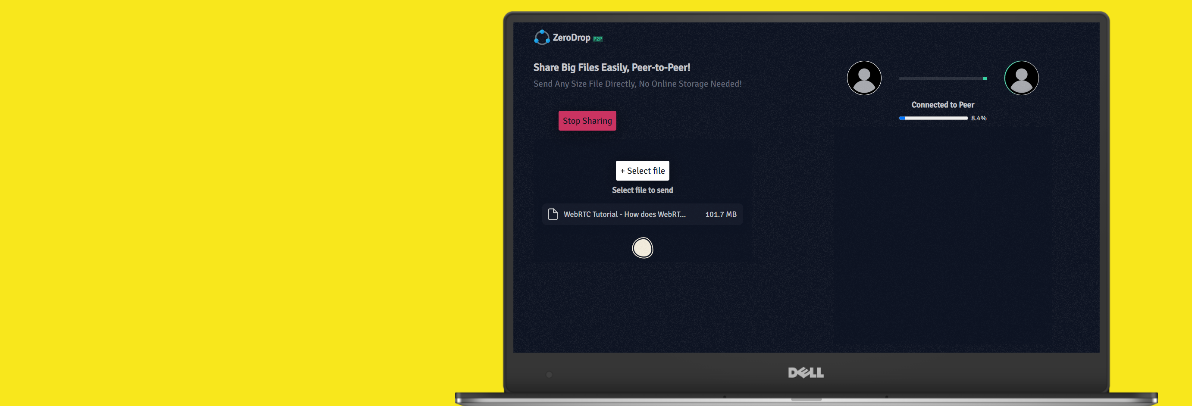 ZeroDrop P2P
Share Big Files Easily, Peer-to-Peer!
Send Any Size File Directly, No Online Storage Needed!
Stop Sharing
+ Select file
Select file to send
WebRTC Tutorial - How does WebRT... 101.7 MB
Connected to Peer
8.4%
DELL